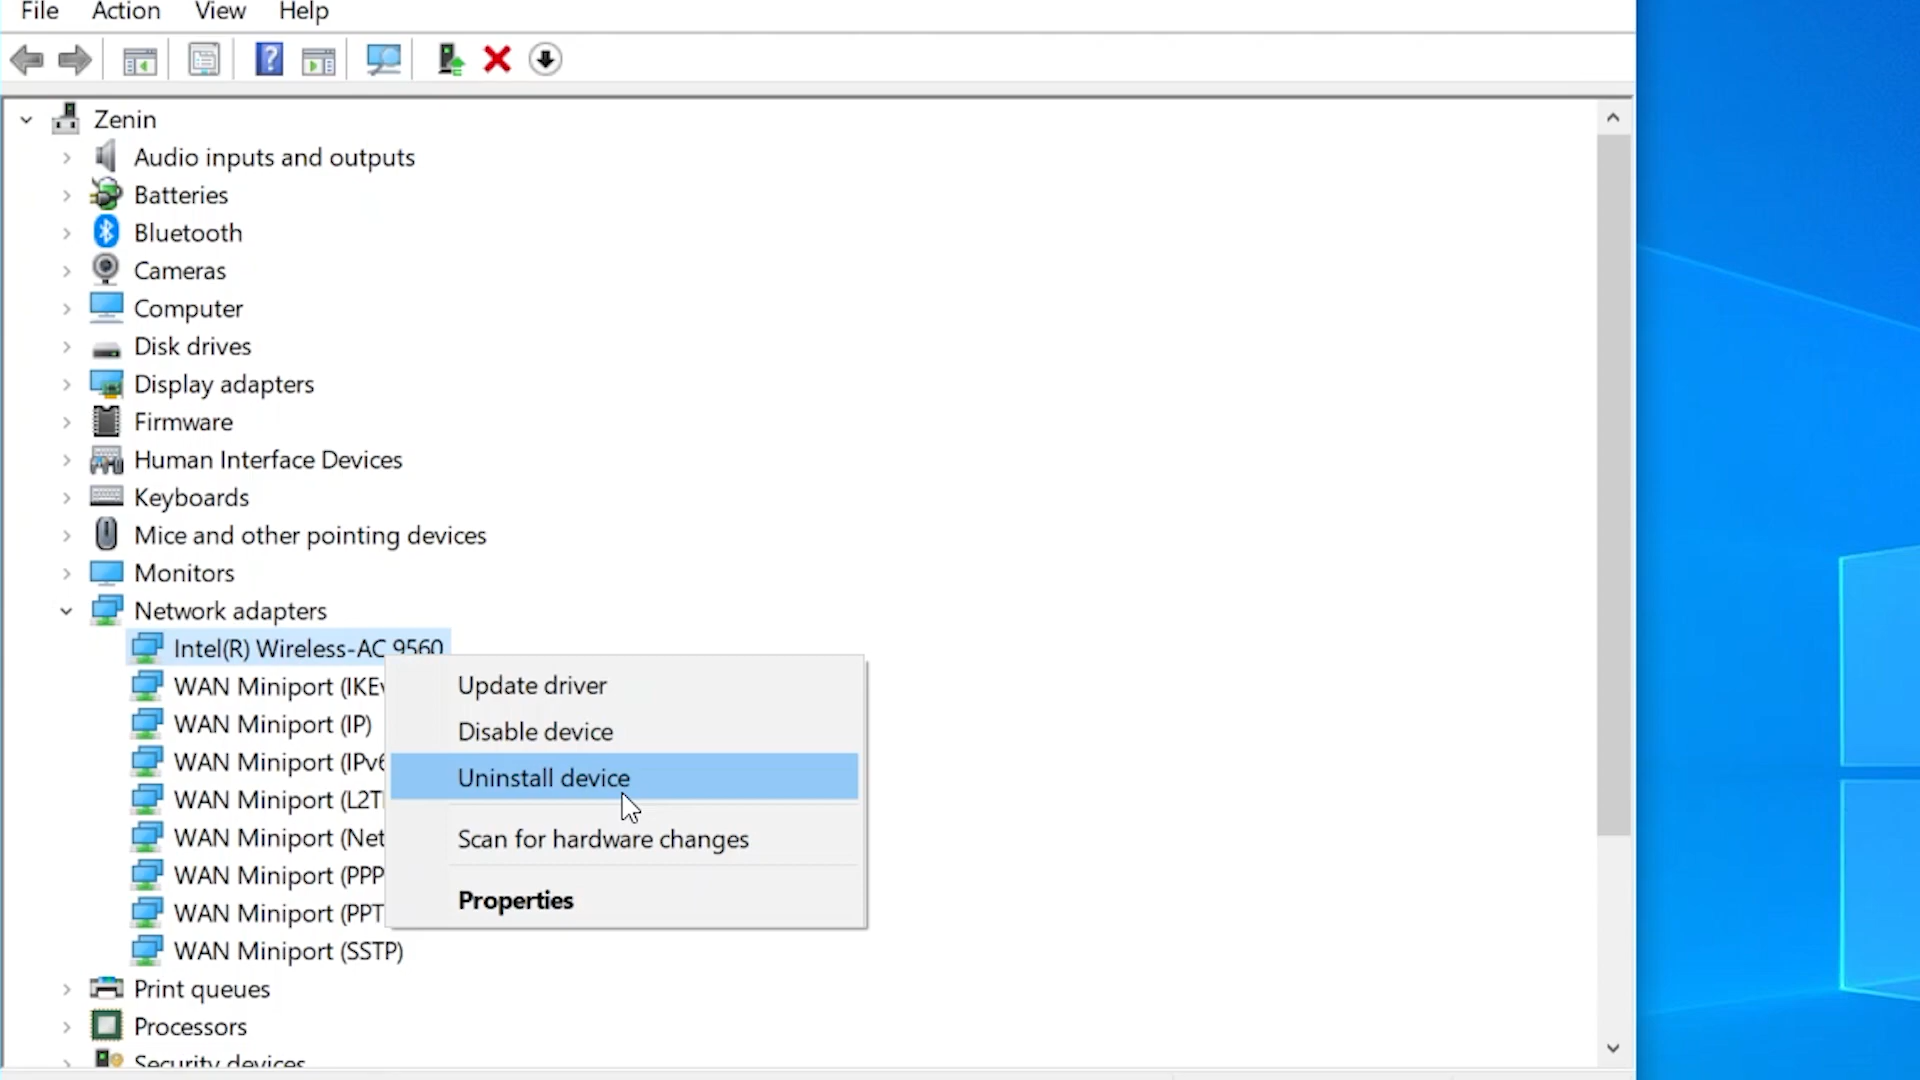 File Action View Help
Zenin
Audio inputs and outputs
Batteries
Bluetooth
Cameras
Computer
Disk drives
Display adapters
Firmware
Human Interface Devices
Keyboards
Mice and other pointing devices
Monitors
Network adapters
Intel(R) Wireless-AC 9560
WAN Miniport (IKEv
WAN Miniport (IP)
WAN Miniport (IPv6
WAN Miniport (L2T
WAN Miniport (Net
WAN Miniport (PPP
WAN Miniport (PPT
WAN Miniport (SSTP)
Print queues
Processors
Security devices
Update driver
Disable device
Uninstall device
Scan for hardware changes
Properties